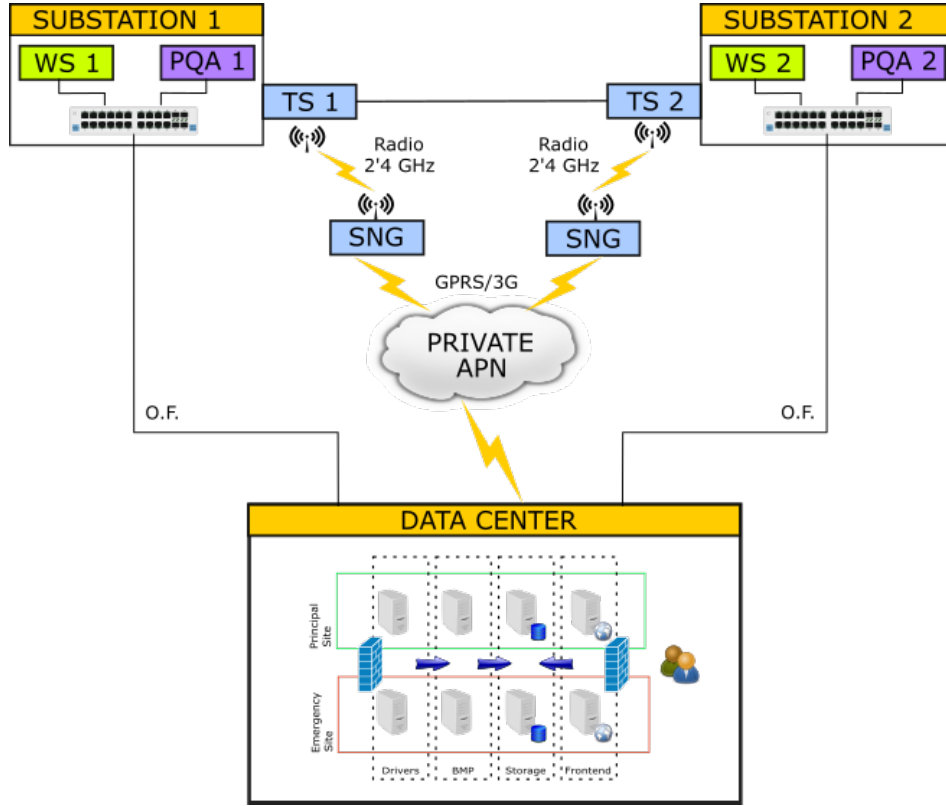 SUBSTATION 1
SUBSTATION 2
WS 1
PQA 1
WS 2
PQA 2
TS 1
TS 2
Radio
2'4 GHz
Radio
2'4 GHz
SNG
SNG
GPRS/3G
PRIVATE
APN
O.F.
O.F.
DATA CENTER
Principal
Site
Emergency
Site
Drivers
BMP
Storage
Frontend